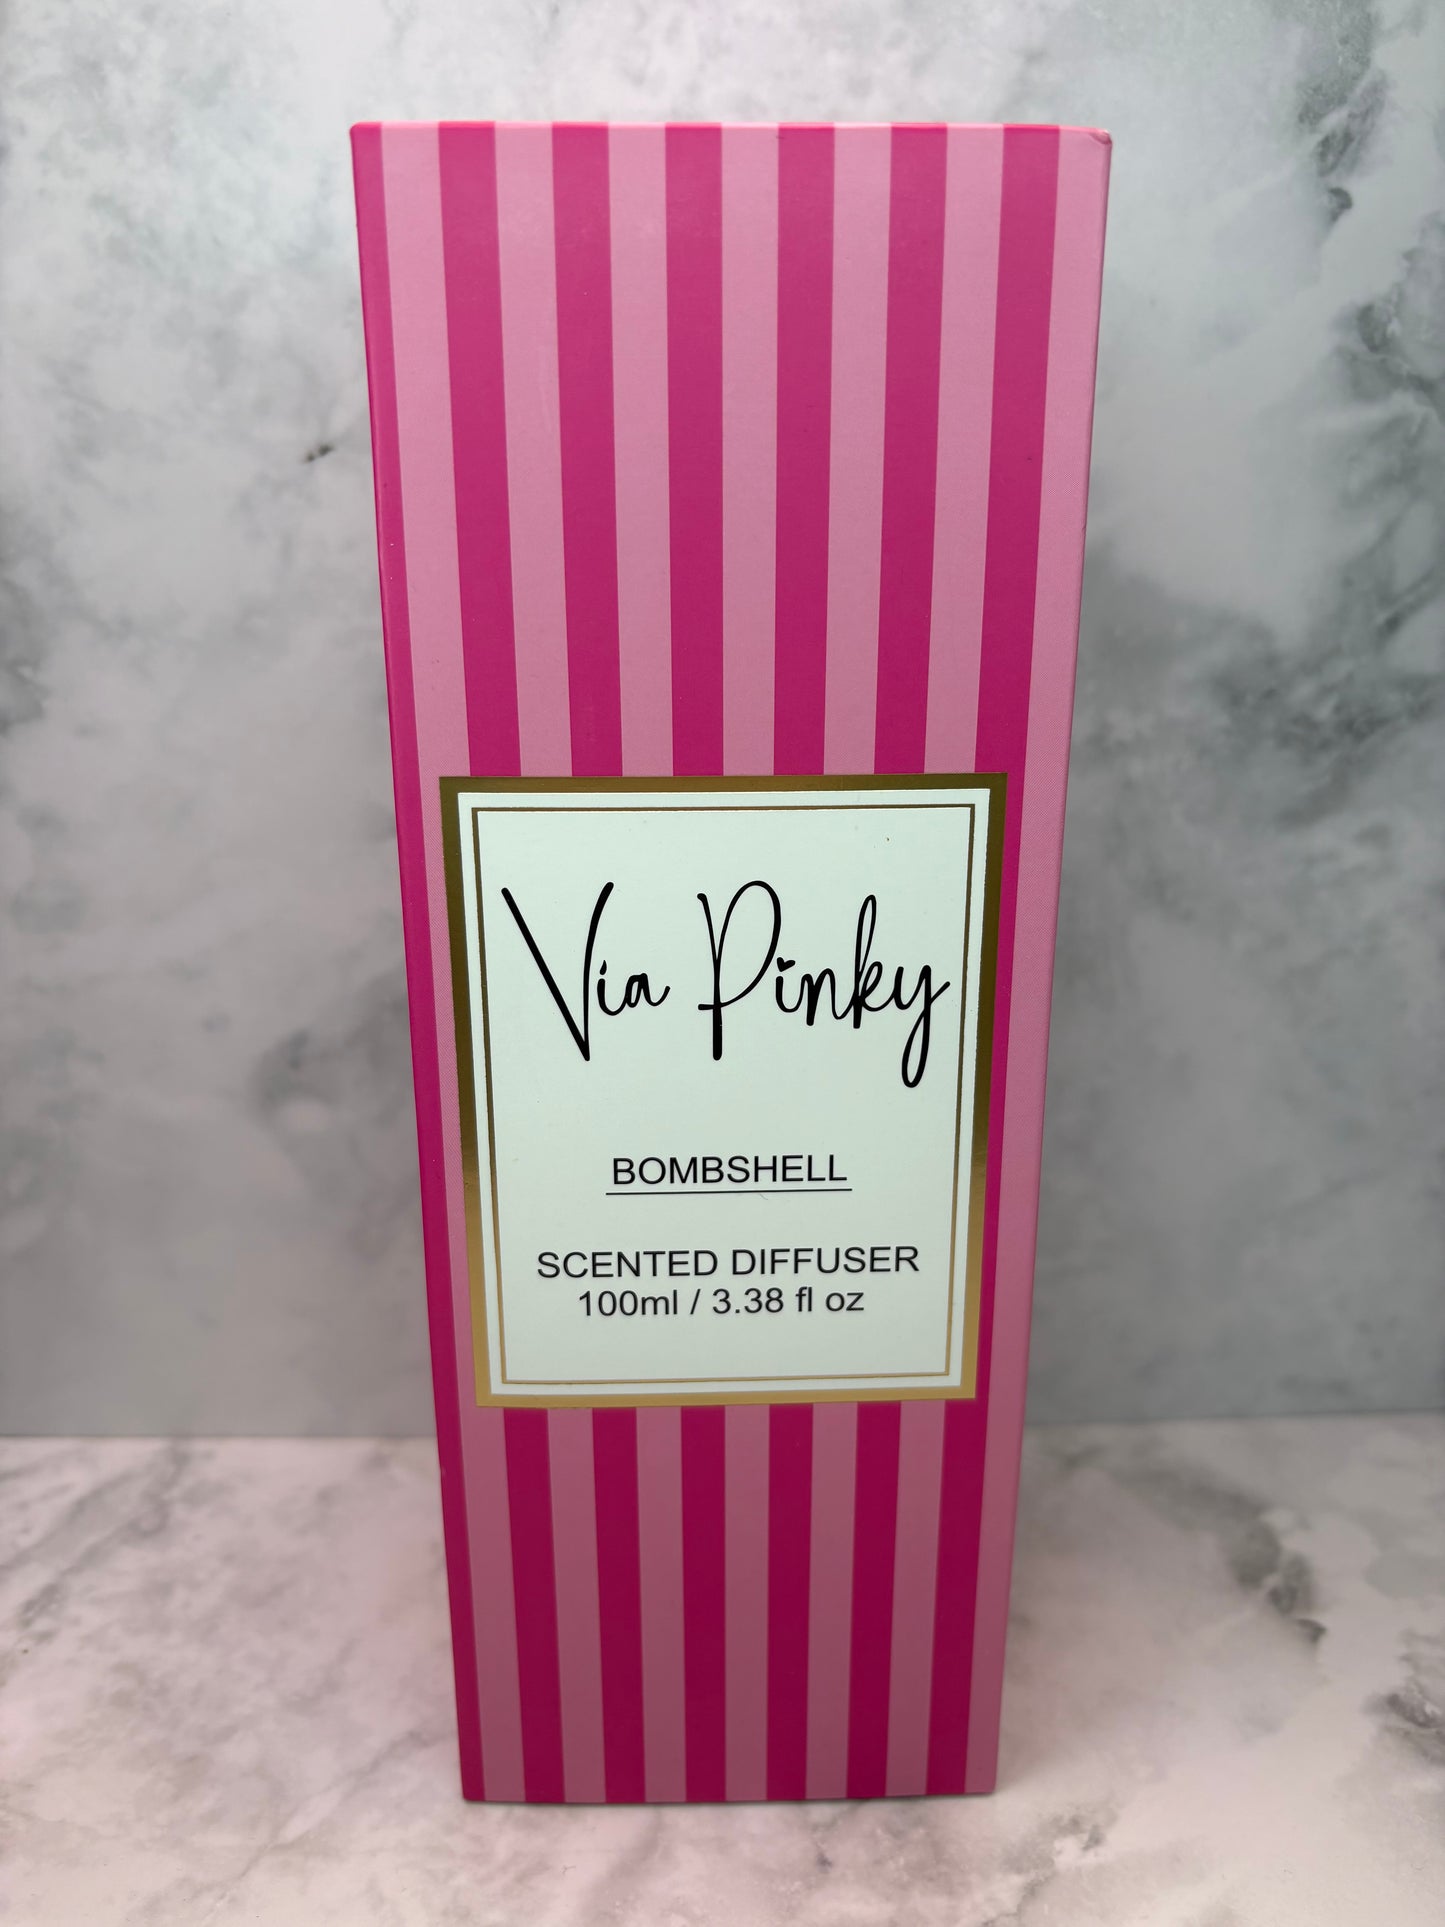 Via Pinky
BOMBSHELL
SCENTED DIFFUSER
100ml / 3.38 fl oz